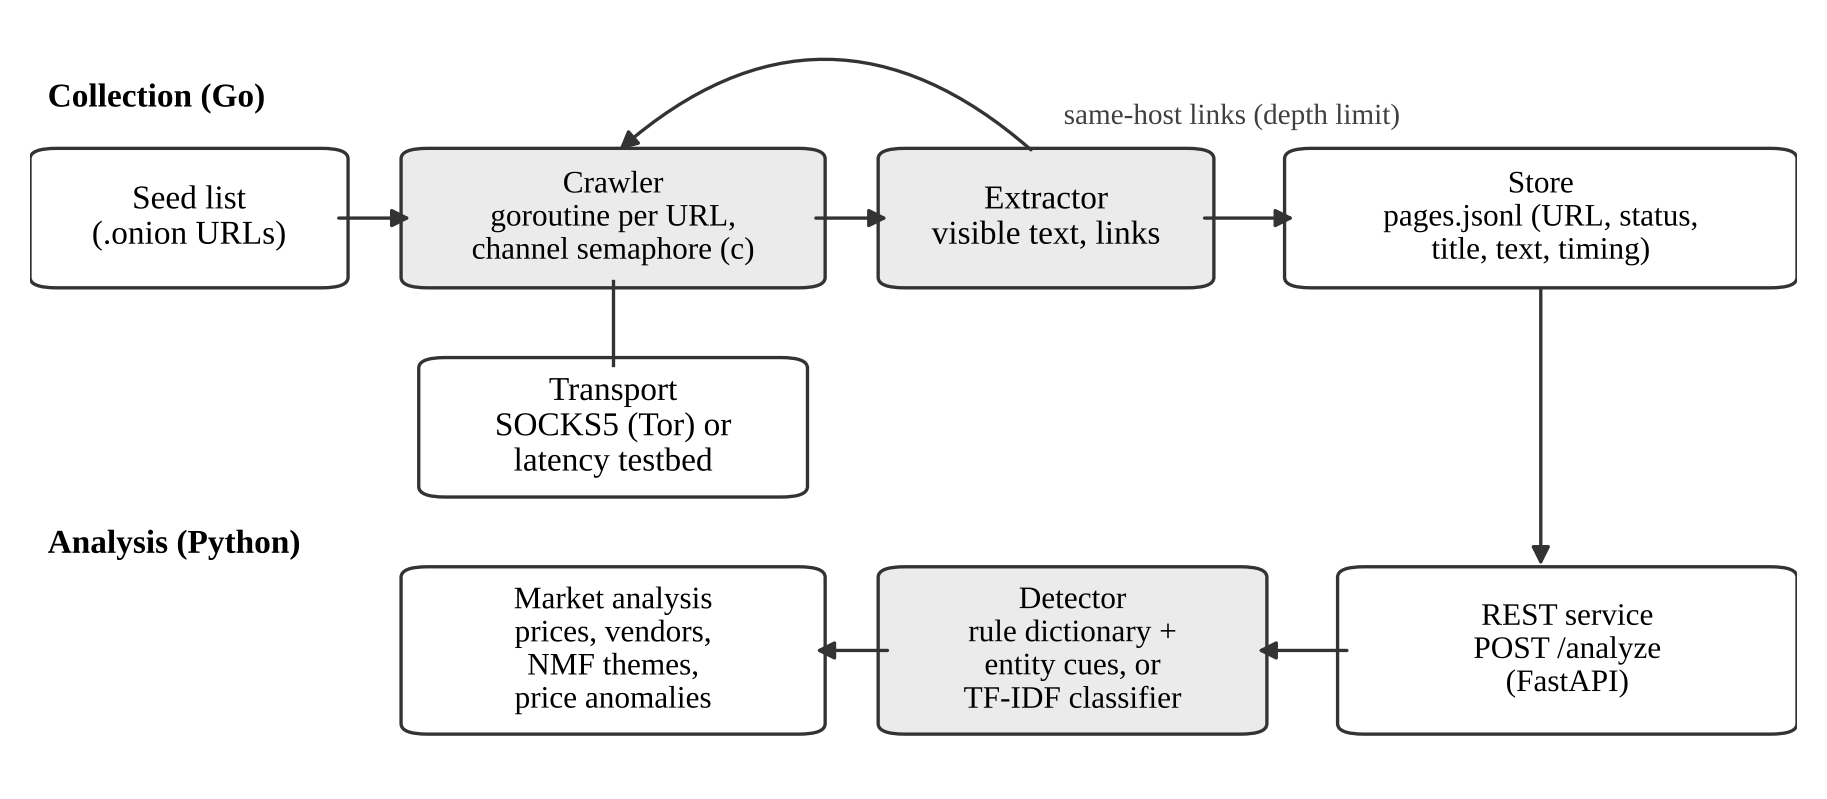 Collection (Go)
same-host links (depth limit)
Seed list
(.onion URLs)
Crawler
goroutine per URL,
channel semaphore (c)
Extractor
visible text, links
Store
pages.jsonl (URL, status,
title, text, timing)
Transport
SOCKS5 (Tor) or
latency testbed
Analysis (Python)
Market analysis
prices, vendors,
NMF themes,
price anomalies
Detector
rule dictionary +
entity cues, or
TF-IDF classifier
REST service
POST /analyze
(FastAPI)